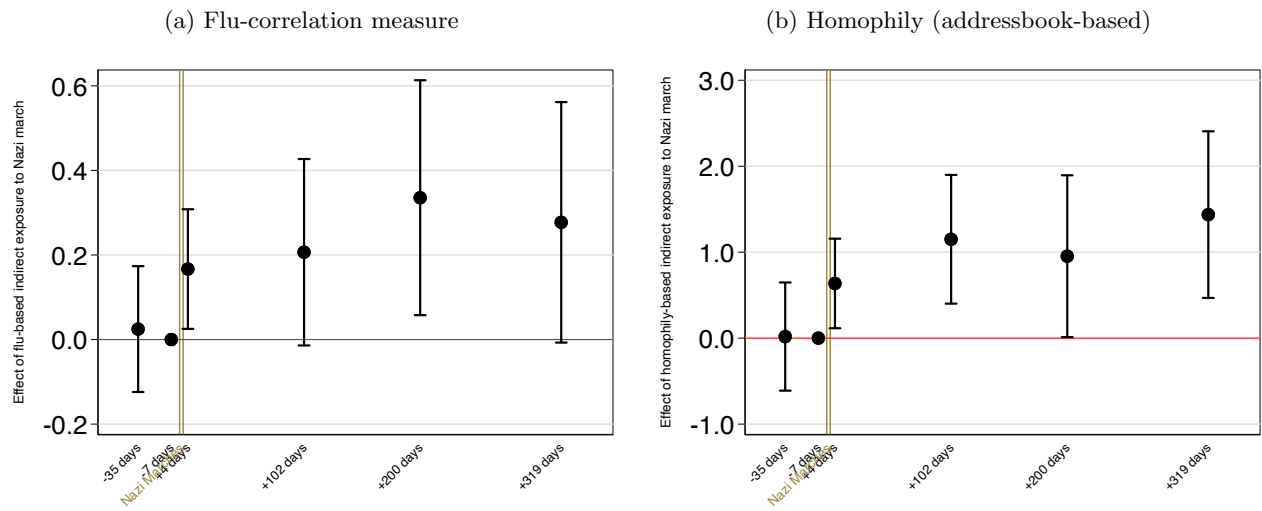 (a) Flu-correlation measure
Effect of flu-based indirect exposure to Nazi march
0.6
0.4
0.2
0.0
-0.2
-35 days
-7 days
Nazi Marches
+4 days
+102 days
+200 days
+319 days
(b) Homophily (addressbook-based)
Effect of homophily-based indirect exposure to Nazi march
3.0
2.0
1.0
0.0
-1.0
-35 days
-7 days
Nazi Marches
+4 days
+102 days
+200 days
+319 days